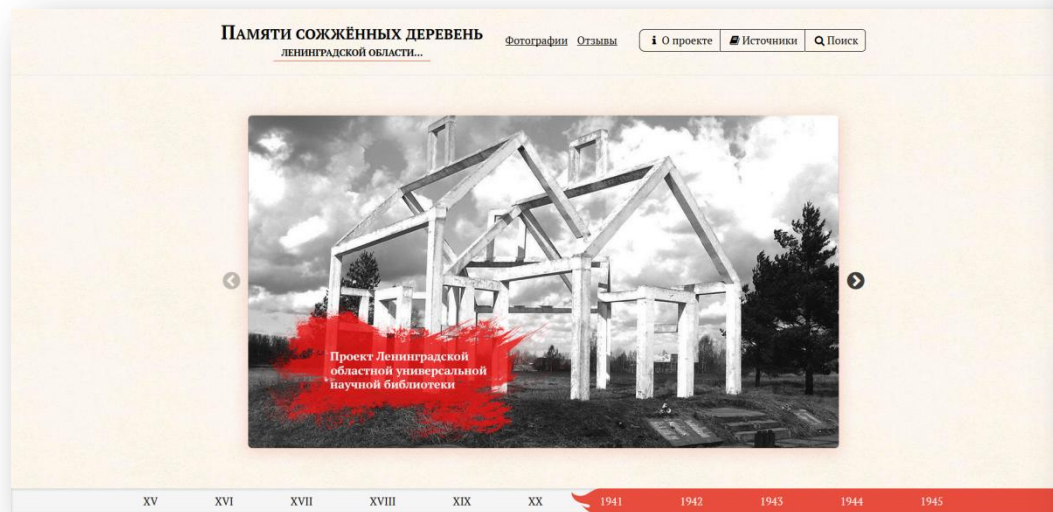 Памяти сожжённых деревень
ленинградской области...
Фотографии Отзывы О проекте Источники Поиск
Проект Ленинградской
областной универсальной
научной библиотеки
XV XVI XVII XVIII XIX XX 1941 1942 1943 1944 1945